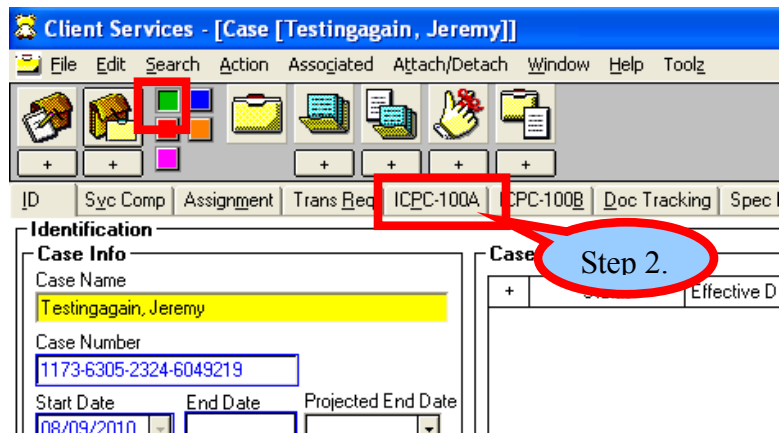 Client Services - [Case [Testingagain, Jeremy]]
File Edit Search Action Associated Attach/Detach Window Help Toolz
+ + + + + +
ID Svc Comp Assignment Trans Req ICPC-100A ICPC-100B Doc Tracking Spec
Identification
Case Info
Case Name
Testingagain, Jeremy
Case Number
1173-6305-2324-6049219
Start Date End Date Projected End Date
08/09/2010
Case
+ Effective D
Step 2.